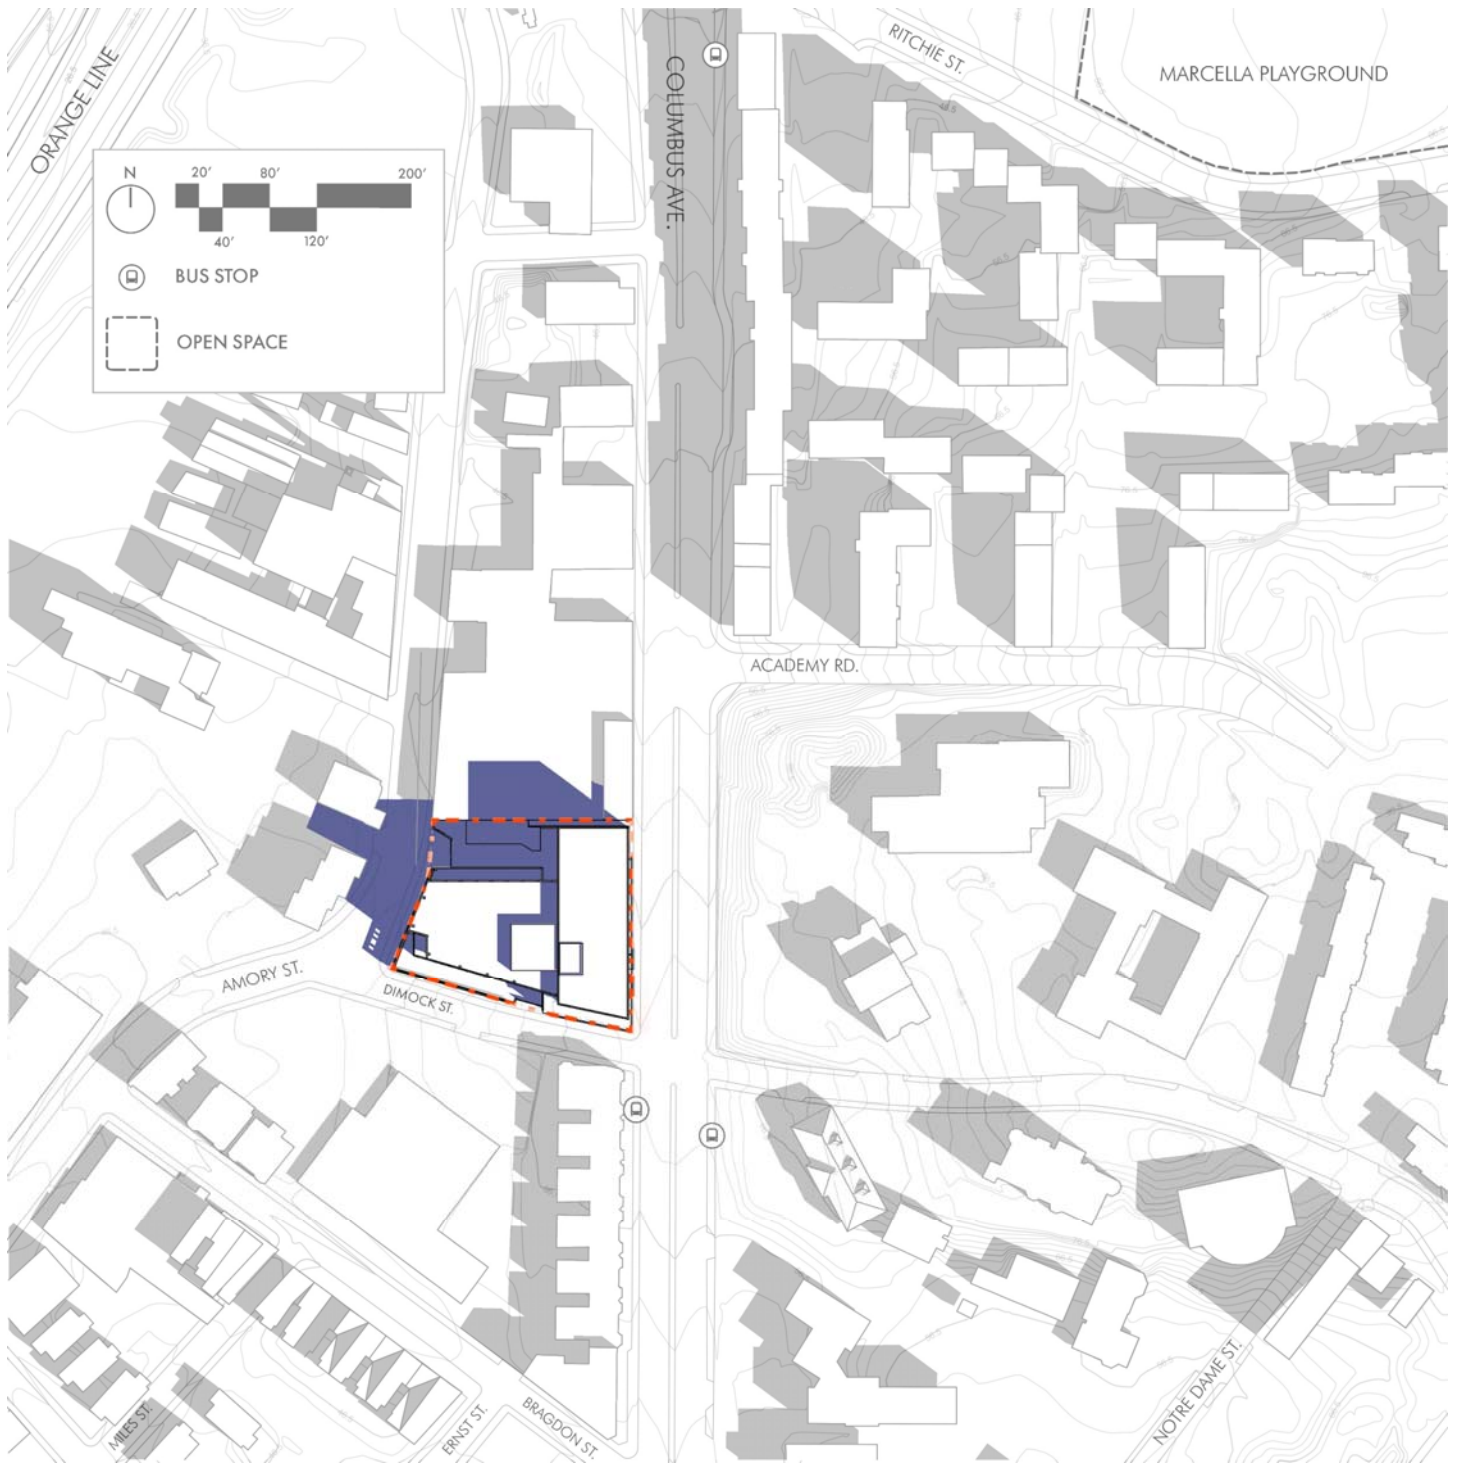 ORANGE LINE
COLUMBUS AVE.
RITCHIE ST.
MARCELLA PLAYGROUND
N
20'
80'
200'
40'
120'
BUS STOP
OPEN SPACE
ACADEMY RD.
AMORY ST.
DIMOCK ST.
MILES ST.
ERNST ST.
BRAGDON ST.
NOTRE DAME ST.